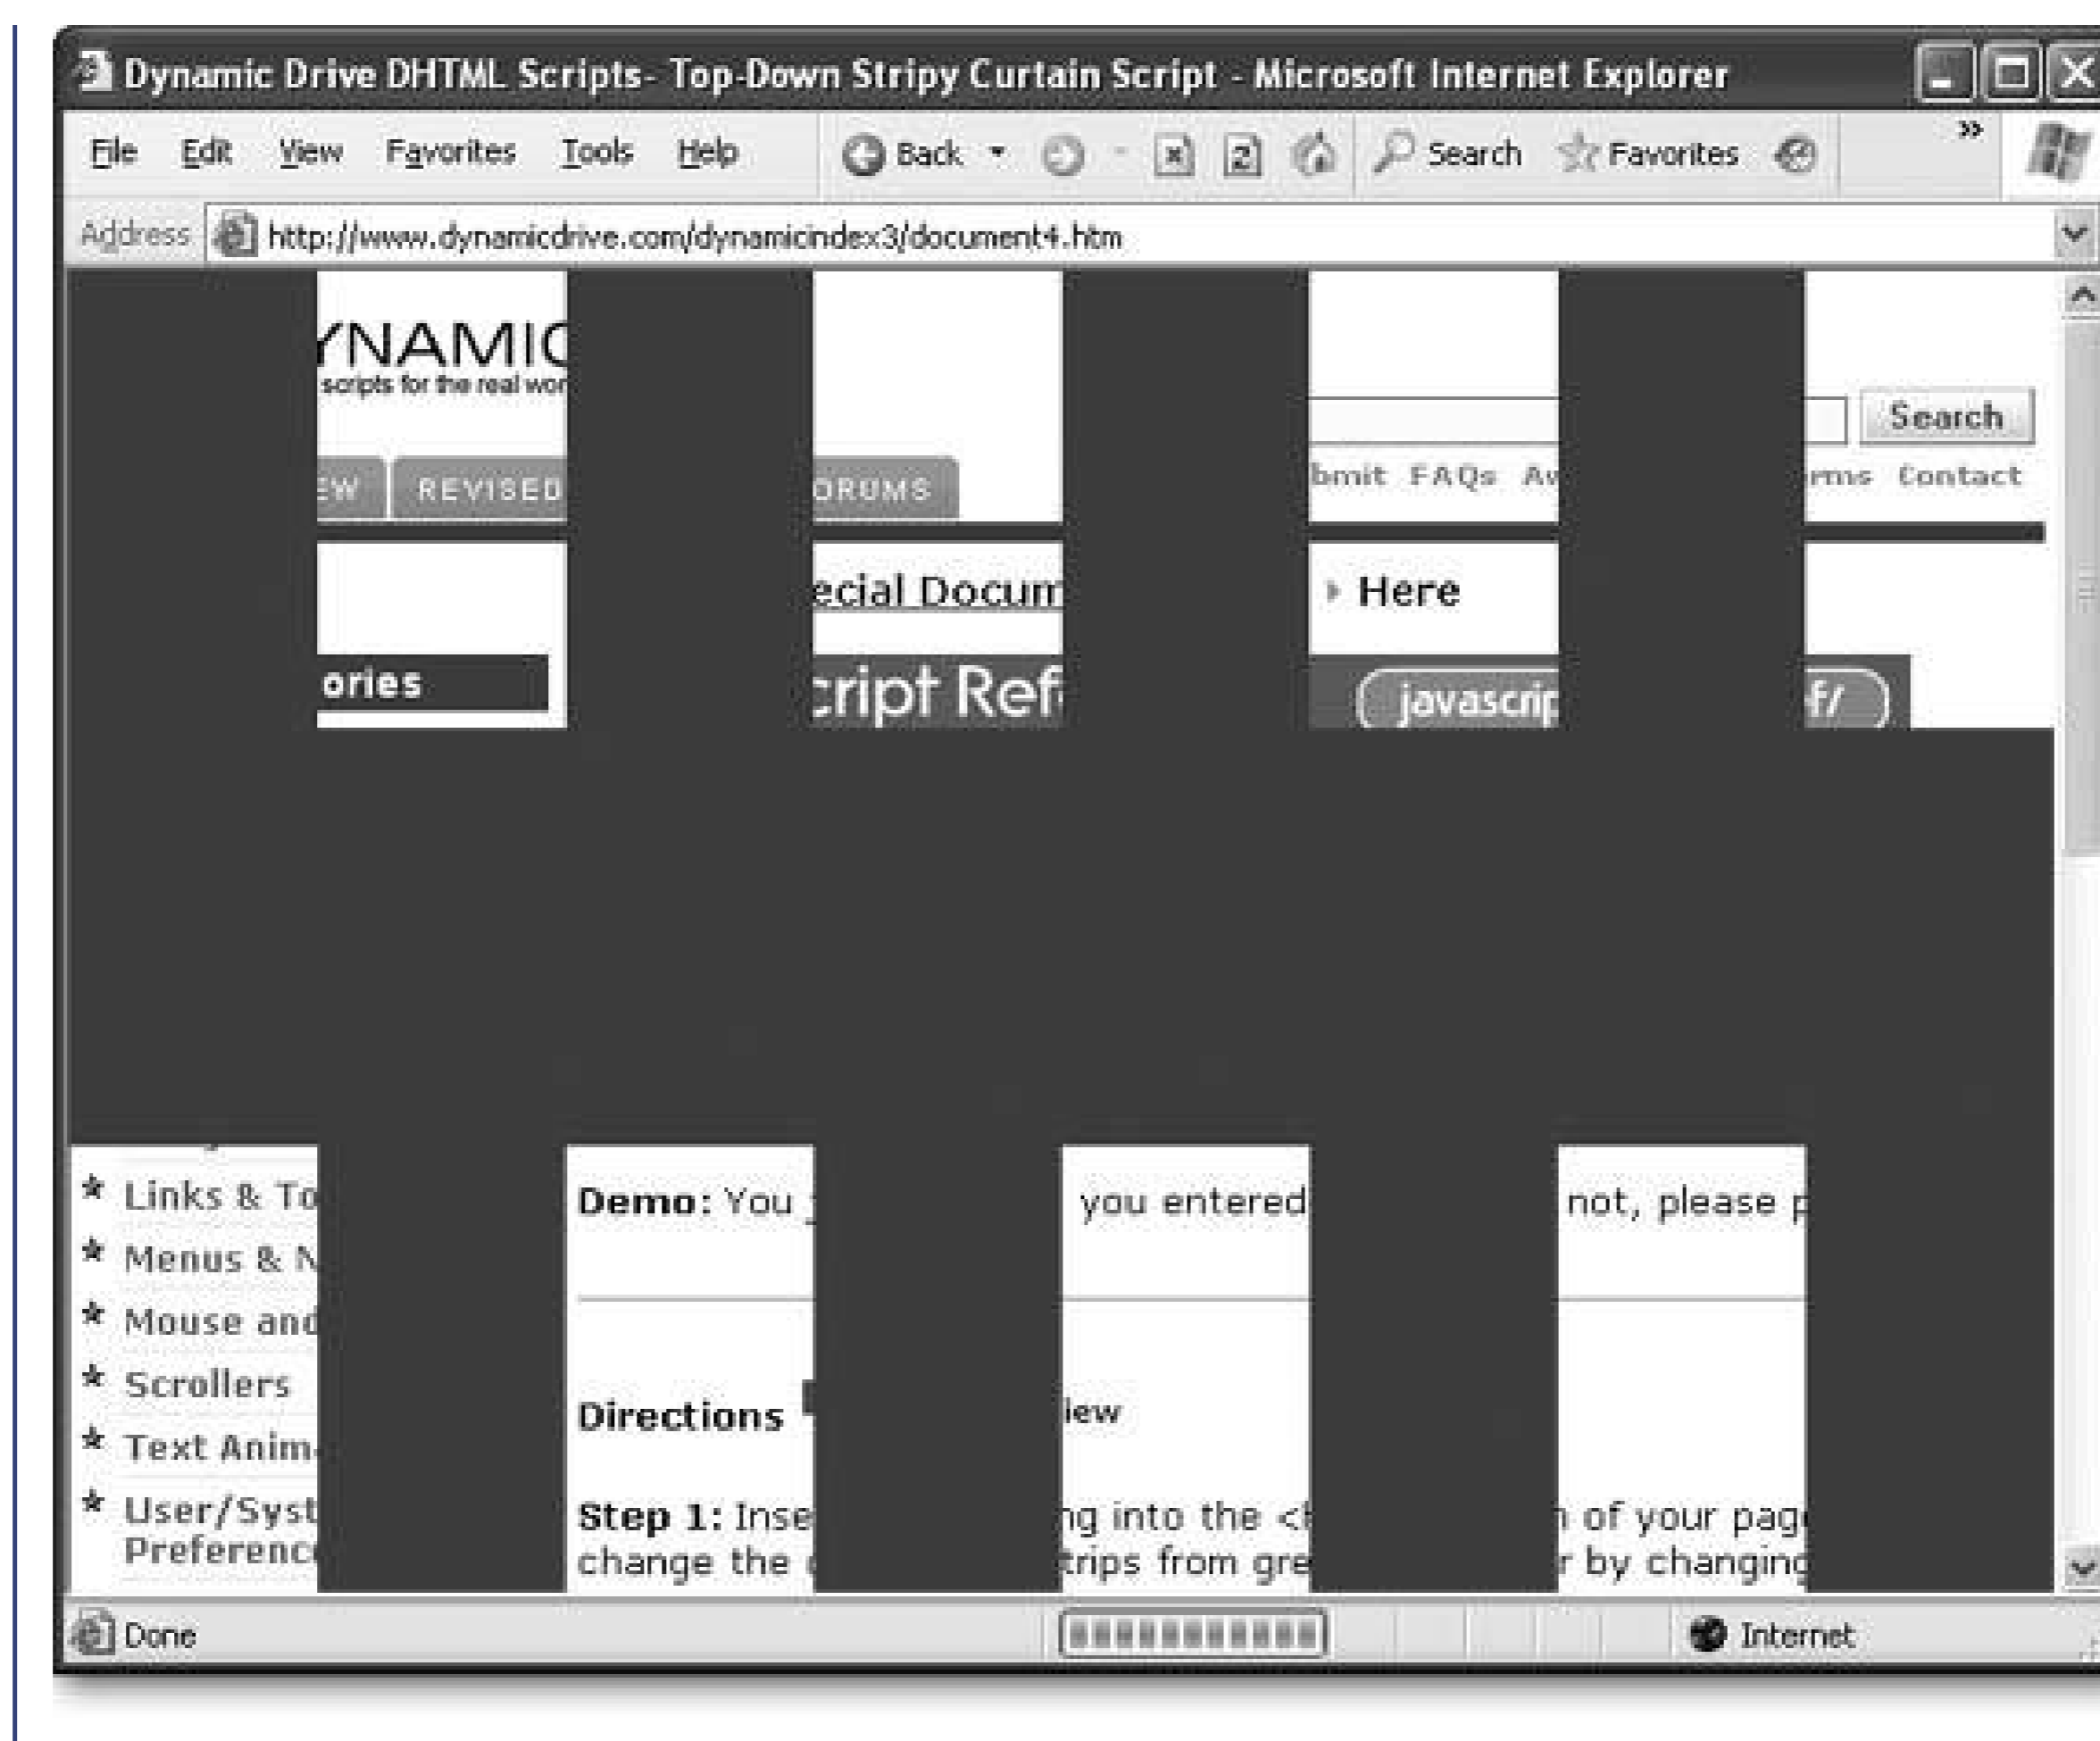 Dynamic Drive DHTML Scripts- Top-Down Stripy Curtain Script - Microsoft Internet Explorer
File Edit View Favorites Tools Help Back Search Favorites »
Address http://www.dynamicdrive.com/dynamicindex3/document4.htm
YNAMIC
scripts for the real wor
Search
bmit FAQs Aw rms Contact
EW REVISED ORUMS
ecial Docum Here
ories cript Ref javascrip f/
* Links & To
Demo: You you entered not, please p
* Menus & N
* Mouse and
* Scrollers
Directions iew
* Text Anim
* User/Syst
Preferenc
Step 1: Inse ng into the < n of your page
change the trips from gre r by changing
Done Internet